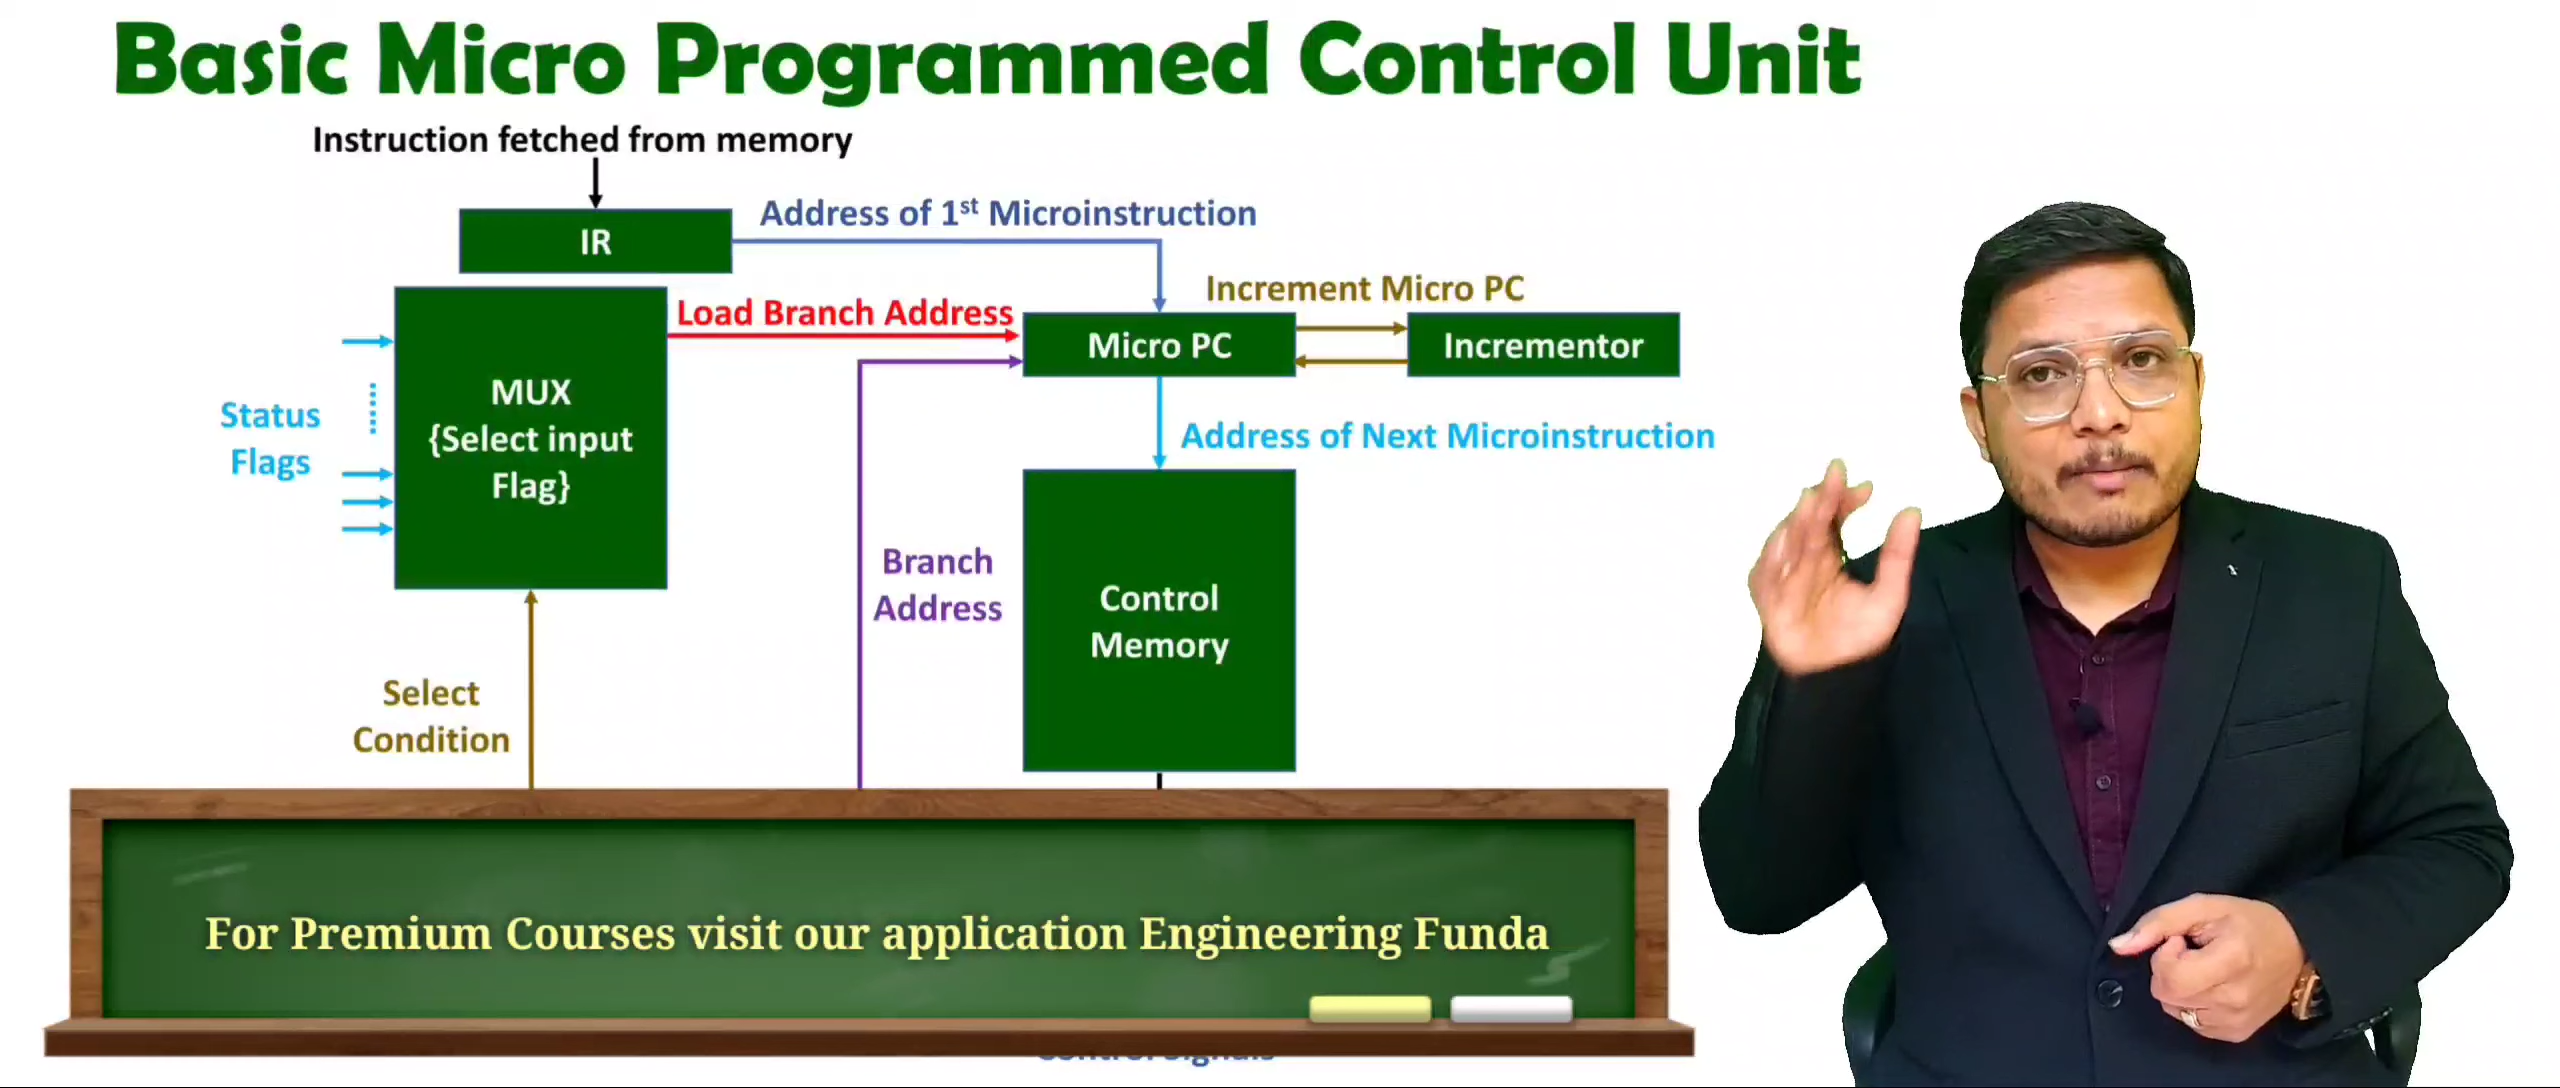 Basic Micro Programmed Control Unit
Instruction fetched from memory
IR
Address of 1st Microinstruction
Increment Micro PC
Load Branch Address
Micro PC
Incrementor
MUX
{Select input
Flag}
Status
Flags
Address of Next Microinstruction
Branch
Address
Control
Memory
Select
Condition
For Premium Courses visit our application Engineering Funda